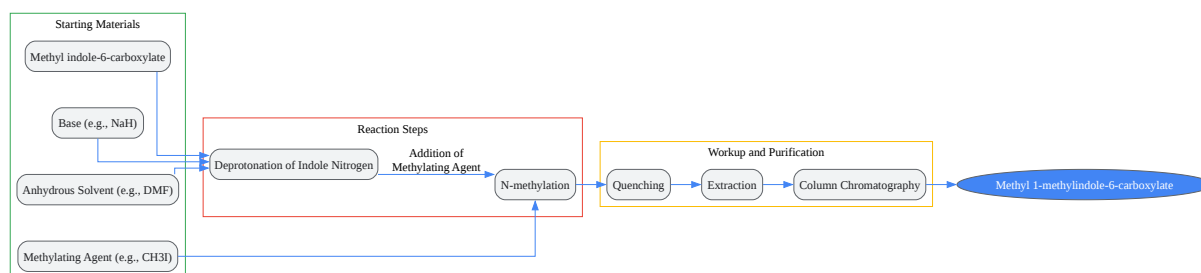 Starting Materials
Methyl indole-6-carboxylate
Base (e.g., NaH)
Anhydrous Solvent (e.g., DMF)
Methylating Agent (e.g., CH3I)
Reaction Steps
Deprotonation of Indole Nitrogen
Addition of
Methylating Agent
N-methylation
Workup and Purification
Quenching
Extraction
Column Chromatography
Methyl 1-methylindole-6-carboxylate